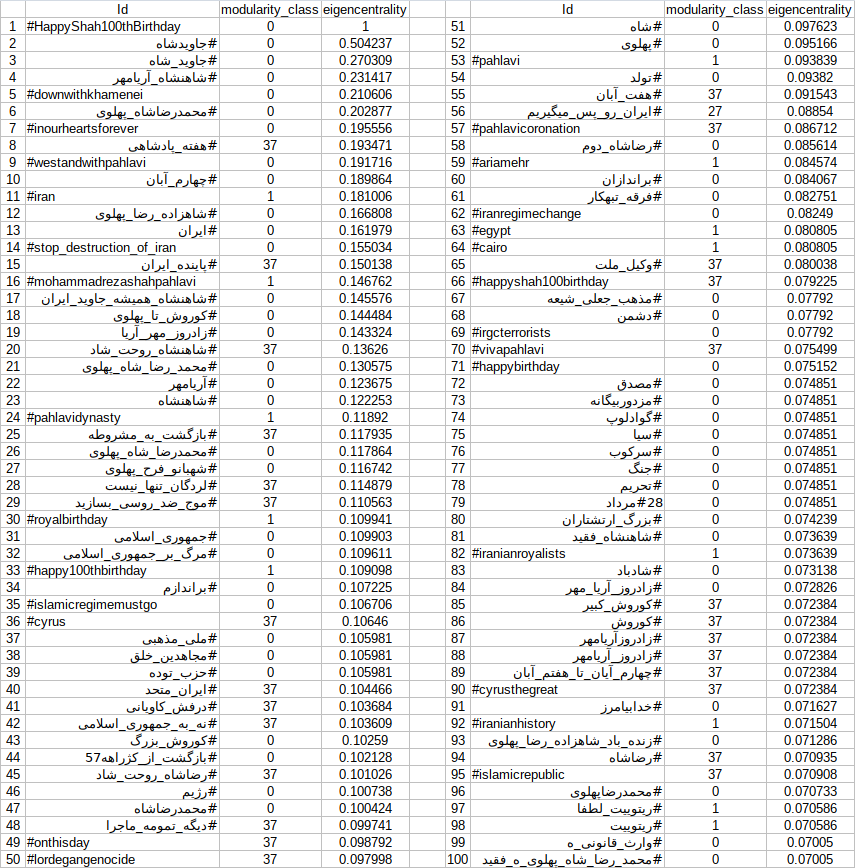 Id modularity_class eigencentrality
1 #HappyShah100thBirthday 0 1
2 #جاویدشاه 0 0.504237
3 #جاوید_شاه 0 0.270309
4 #شاهنشاه_آریامهر 0 0.231417
5 #downwithkhamenei 0 0.210606
6 #محمدرضاشاه_پهلوی 0 0.202877
7 #inourheartsforever 0 0.195556
8 #هفته_پادشاهی 37 0.193471
9 #westandwithpahlavi 0 0.191716
10 #چهارم_آبان 0 0.189864
11 #iran 1 0.181006
12 #شاهزاده_رضا_پهلوی 0 0.166808
13 #ایران 0 0.161979
14 #stop_destruction_of_iran 0 0.155034
15 #پاینده_ایران 37 0.150138
16 #mohammadrezashahpahlavi 1 0.146762
17 #شاهنشاه_همیشه_جاوید_ایران 0 0.145576
18 #کوروش_تا_پهلوی 0 0.144484
19 #زادروز_مهر_آریا 0 0.143324
20 #شاهنشاه_روحت_شاد 37 0.13626
21 #محمد_رضا_شاه_پهلوی 0 0.130575
22 #آریامهر 0 0.123675
23 #شاهنشاه 0 0.122253
24 #pahlavidynasty 1 0.11892
25 #بازگشت_به_مشروطه 37 0.117935
26 #محمدرضا_شاه_پهلوی 0 0.117864
27 #شهبانو_فرح_پهلوی 0 0.116742
28 #لردگان_تنها_نیست 37 0.114879
29 #موج_ضد_روسی_بسازید 37 0.110563
30 #royalbirthday 1 0.109941
31 #جمهوری_اسلامی 0 0.109903
32 #مرگ_بر_جمهوری_اسلامی 0 0.109611
33 #happy100thbirthday 1 0.109098
34 #براندازم 0 0.107225
35 #islamicregimemustgo 0 0.106706
36 #cyrus 37 0.10646
37 #ملی_مذهبی 0 0.105981
38 #مجاهدین_خلق 0 0.105981
39 #حزب_توده 0 0.105981
40 #ایران_متحد 37 0.104466
41 #درفش_کاویانی 37 0.103684
42 #نه_به_جمهوری_اسلامی 37 0.103609
43 #کوروش_بزرگ 0 0.10259
44 #بازگشت_از_کژراهه57 0 0.102128
45 #رضاشاه_روحت_شاد 37 0.101026
46 #رژیم 0 0.100738
47 #محمدرضاشاه 0 0.100424
48 #دیگه_تمومه_ماجرا 37 0.099741
49 #onthisday 37 0.098792
50 #lordegangenocide 37 0.097998
Id modularity_class eigencentrality
51 #شاه 0 0.097623
52 #پهلوی 0 0.095166
53 #pahlavi 1 0.093839
54 #تولد 0 0.09382
55 #هفت_آبان 37 0.091543
56 #ایران_رو_پس_میگیریم 27 0.08854
57 #pahlavicoronation 37 0.086712
58 #رضاشاه_دوم 0 0.085614
59 #ariamehr 1 0.084574
60 #براندازان 0 0.084067
61 #فرقه_تبهکار 0 0.082751
62 #iranregimechange 0 0.08249
63 #egypt 1 0.080805
64 #cairo 1 0.080805
65 #وکیل_ملت 37 0.080038
66 #happyshah100birthday 37 0.079225
67 #مذهب_جعلی_شیعه 0 0.07792
68 #دشمن 0 0.07792
69 #irgcterrorists 0 0.07792
70 #vivapahlavi 37 0.075499
71 #happybirthday 0 0.075152
72 #مصدق 0 0.074851
73 #مزدوربیگانه 0 0.074851
74 #گوادلوپ 0 0.074851
75 #سیا 0 0.074851
76 #سرکوب 0 0.074851
77 #جنگ 0 0.074851
78 #تحریم 0 0.074851
79 #28مرداد 0 0.074851
80 #بزرگ_ارتشتاران 0 0.074239
81 #شاهنشاه_فقید 0 0.073639
82 #iranianroyalists 1 0.073639
83 #شادباد 0 0.073138
84 #زادروز_آریا_مهر 0 0.072826
85 #کوروش_کبیر 37 0.072384
86 #کوروش 37 0.072384
87 #زادروزآریامهر 37 0.072384
88 #زادروز_آریامهر 37 0.072384
89 #چهارم_آبان_تا_هفتم_آبان 37 0.072384
90 #cyrusthegreat 37 0.072384
91 #خدابیامرز 0 0.071627
92 #iranianhistory 1 0.071504
93 #زنده_باد_شاهزاده_رضا_پهلوی 0 0.071286
94 #رضاشاه 37 0.070935
95 #islamicrepublic 37 0.070908
96 #محمدرضاپهلوی 0 0.070733
97 #ریتوییت_لطفا 1 0.070586
98 #ریتوییت 1 0.070586
99 #وارث_قانونی_ه 0 0.07005
100 #محمد_رضا_شاه_پهلوی_ه_فقید 0 0.07005